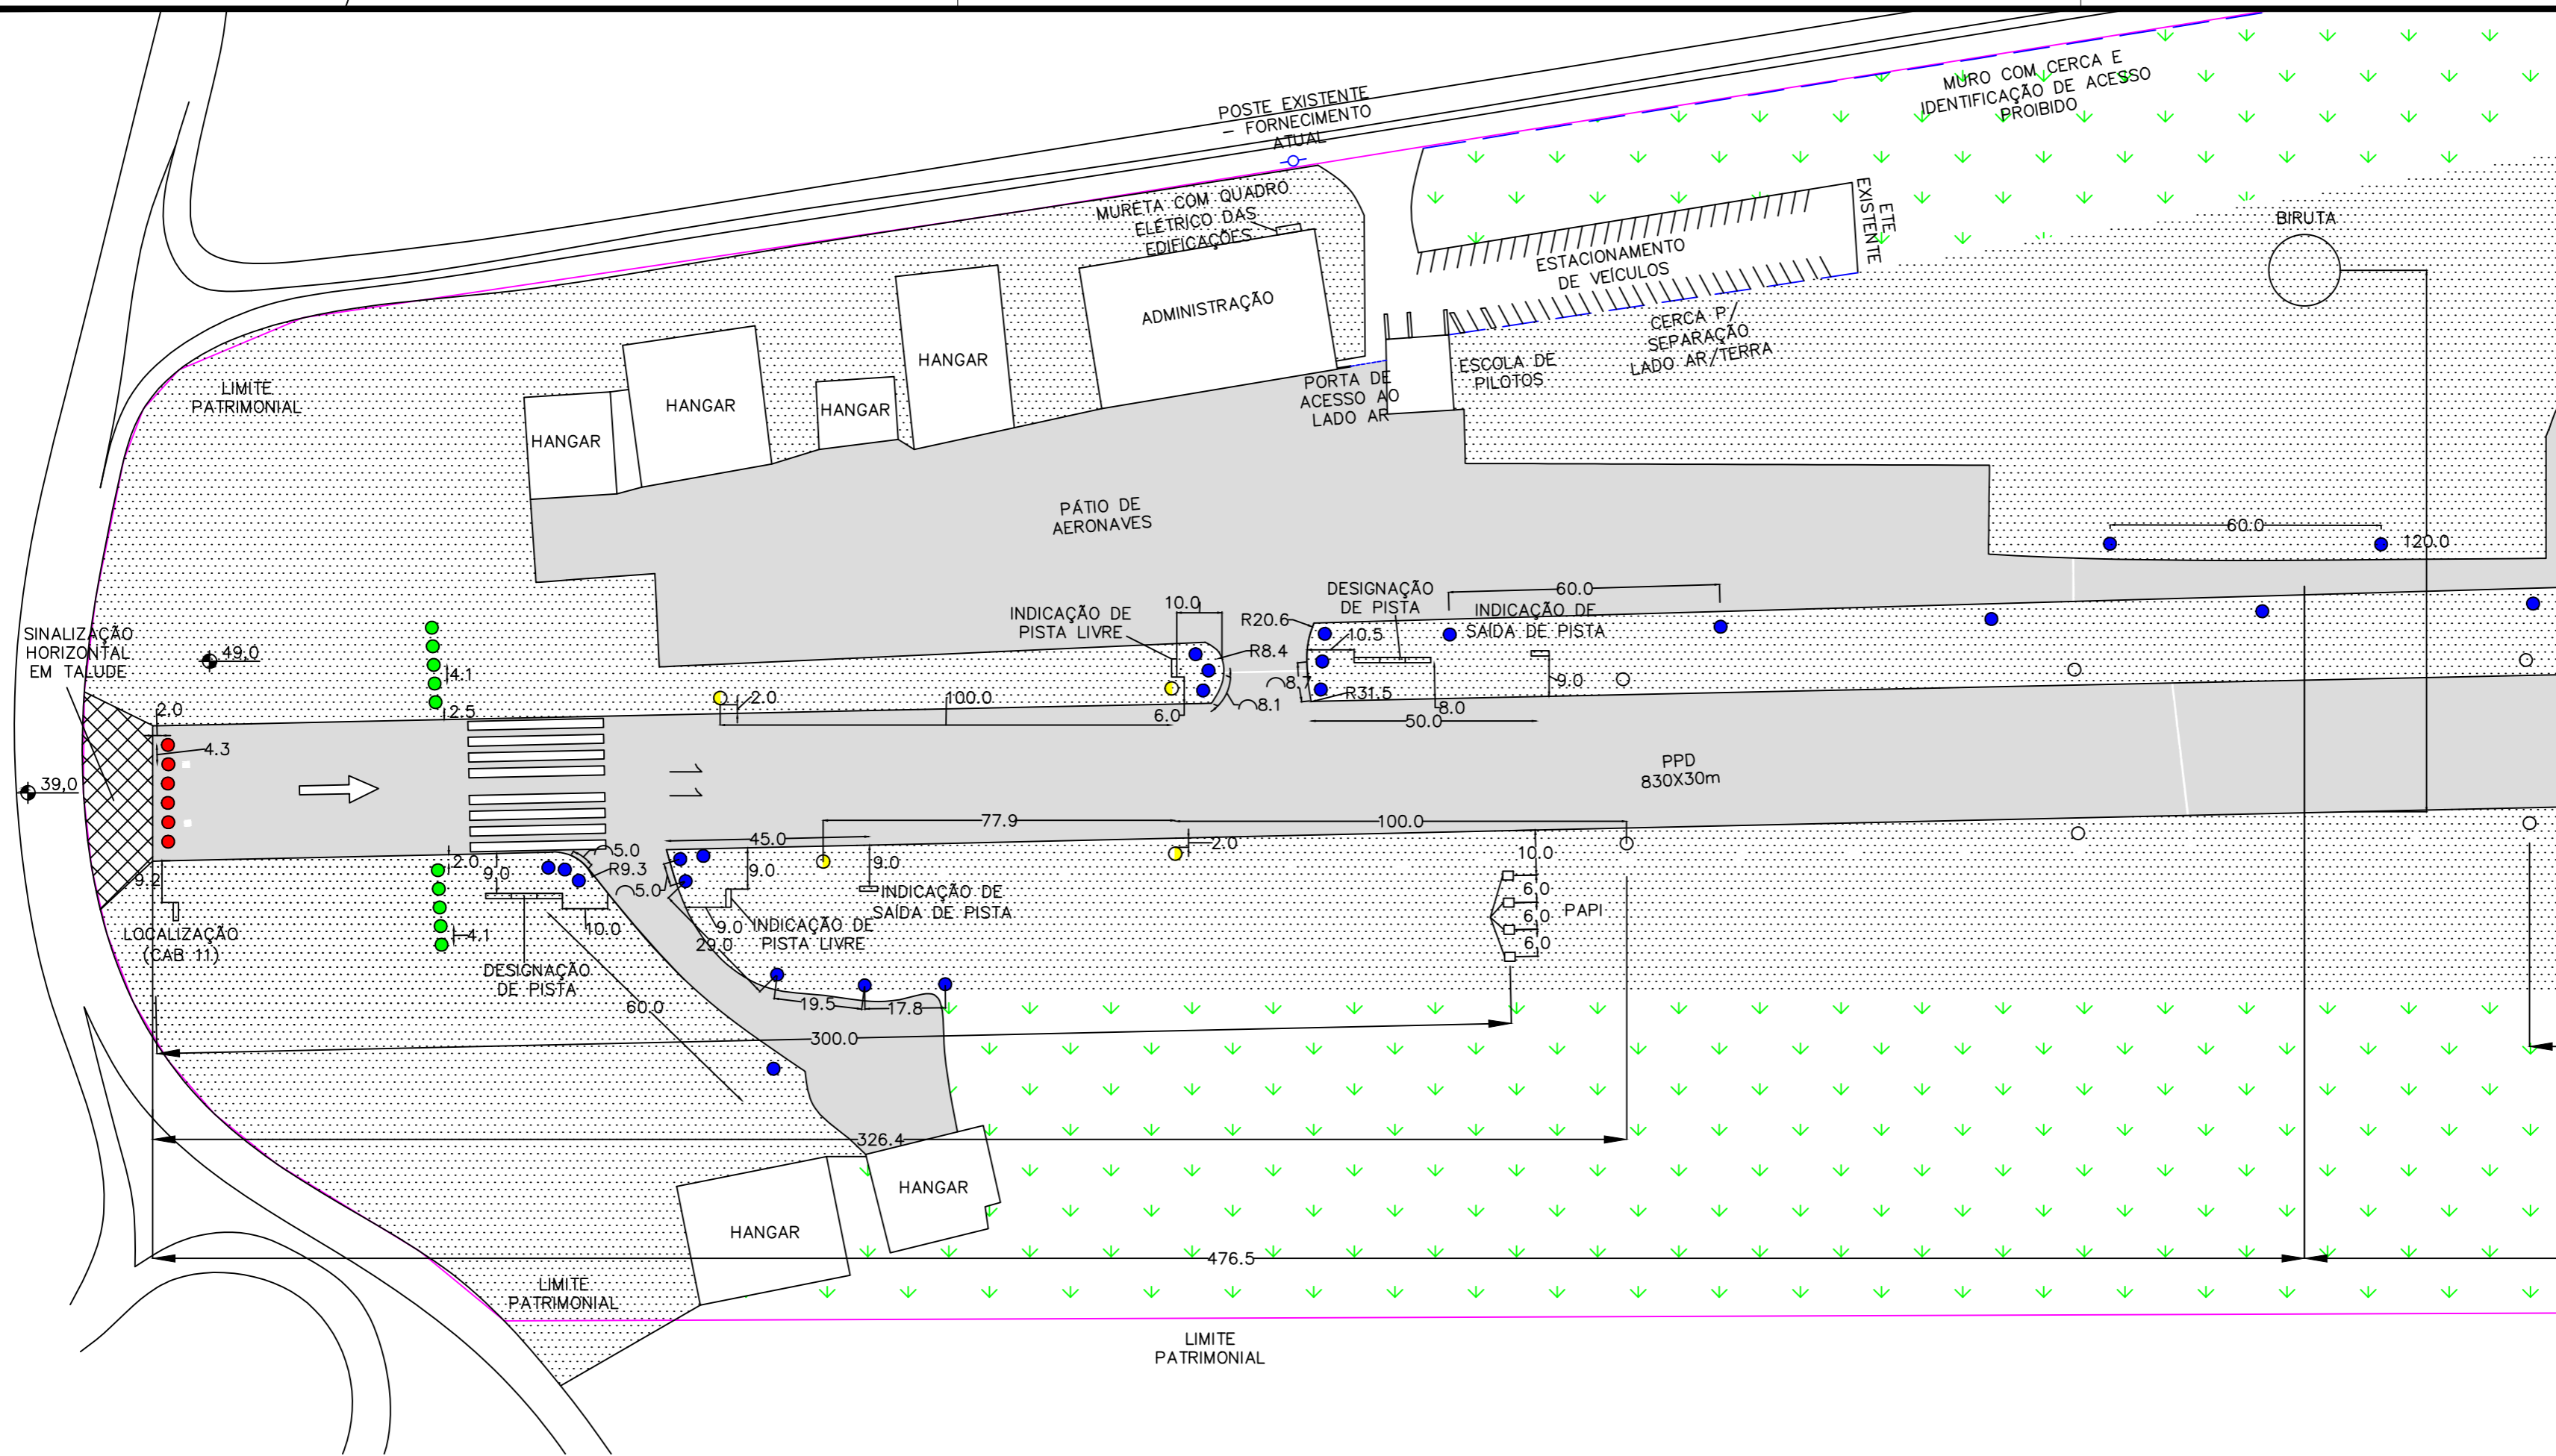 POSTE EXISTENTE
- FORNECIMENTO
ATUAL
MURO COM CERCA E
IDENTIFICAÇÃO DE ACESSO
PROIBIDO
MURETA COM QUADRO
ELÉTRICO DAS
EDIFICAÇÕES
ESTACIONAMENTO
DE VEÍCULOS
ETE
EXISTENTE
BIRUTA
LIMITE
PATRIMONIAL
HANGAR
HANGAR
HANGAR
HANGAR
ADMINISTRAÇÃO
PORTA DE
ACESSO AO
LADO AR
ESCOLA DE
PILOTOS
CERCA P/
SEPARAÇÃO
LADO AR/TERRA
PÁTIO DE
AERONAVES
60.0
120.0
SINALIZAÇÃO
HORIZONTAL
EM TALUDE
49,0
39,0
4.1
2.5
2.0
4.3
INDICAÇÃO DE
PISTA LIVRE
10.0
R20.6
R8.4
8.1
8.7
R31.5
10.5
DESIGNAÇÃO
DE PISTA
60.0
INDICAÇÃO DE
SAÍDA DE PISTA
9.0
8.0
50.0
2.0
100.0
6.0
11
PPD
830X30m
77.9
100.0
45.0
2.0
9.2
LOCALIZAÇÃO
(CAB 11)
2.0
9.0
4.1
5.0
R9.3
5.0
10.0
9.0
9.0
9.0
29.0
INDICAÇÃO DE
PISTA LIVRE
INDICAÇÃO DE
SAÍDA DE PISTA
10.0
6.0
6.0
6.0
PAPI
DESIGNAÇÃO
DE PISTA
60.0
19.5
17.8
300.0
326.4
HANGAR
HANGAR
476.5
LIMITE
PATRIMONIAL
LIMITE
PATRIMONIAL